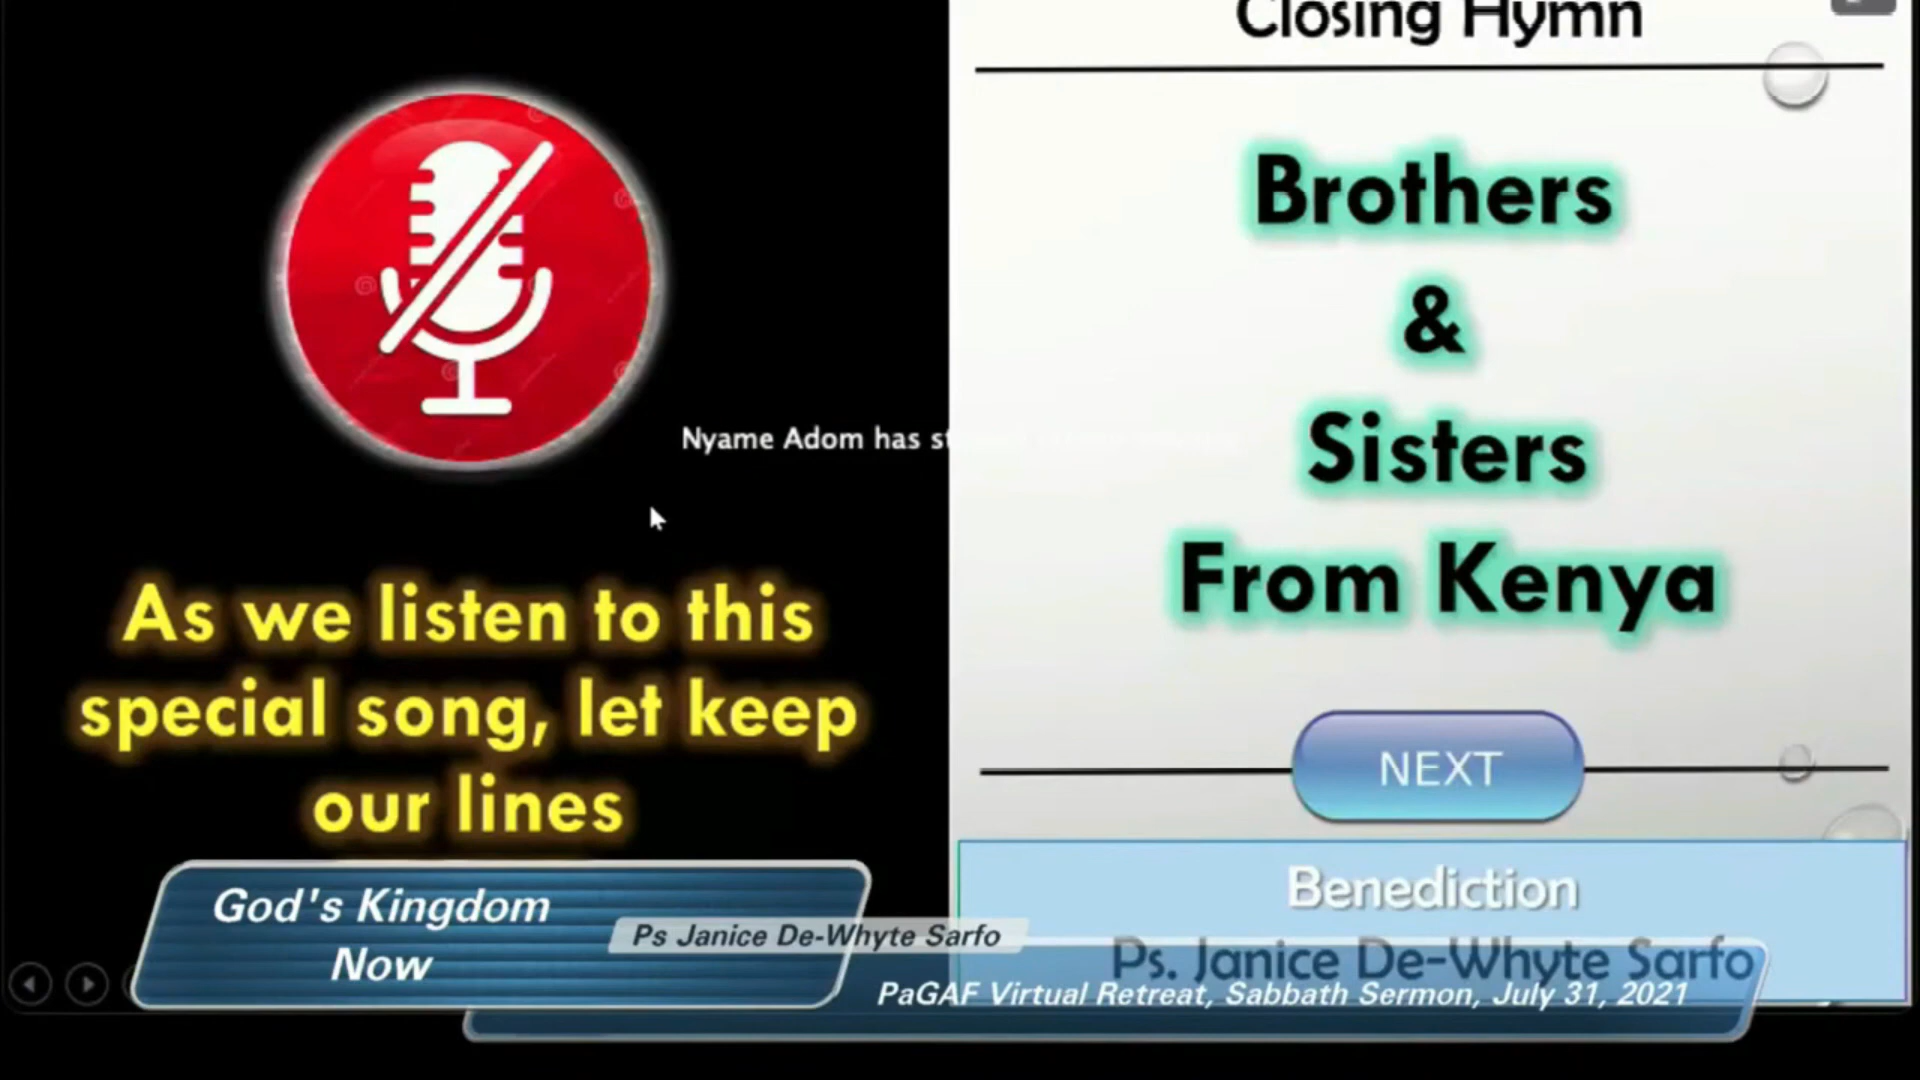 Closing Hymn
Brothers
&
Sisters
From Kenya
Nyame Adom has
As we listen to this
special song, let keep
our lines
NEXT
Benediction
Ps. Janice De-Whyte Sarfo
God's Kingdom
Now
Ps Janice De-Whyte Sarfo
PaGAF Virtual Retreat, Sabbath Sermon, July 31, 2021